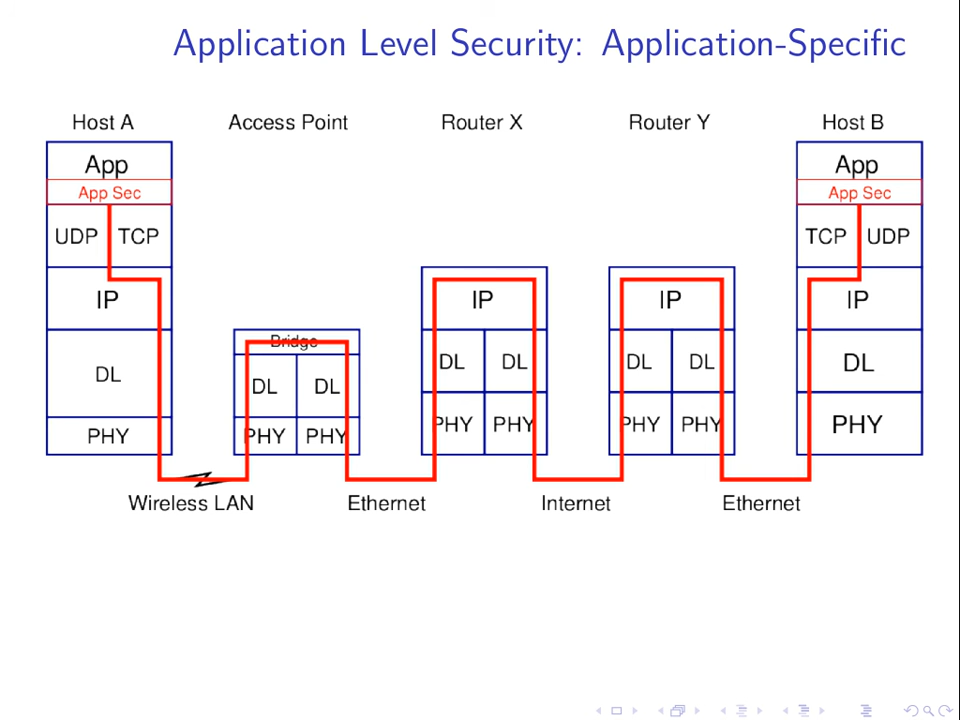 Application Level Security: Application-Specific
Host A Access Point Router X Router Y Host B
App App
App Sec App Sec
UDP TCP TCP UDP
IP IP IP IP
Bridge
DL DL DL DL DL DL DL DL
PHY PHY PHY PHY PHY PHY PHY PHY
Wireless LAN Ethernet Internet Ethernet